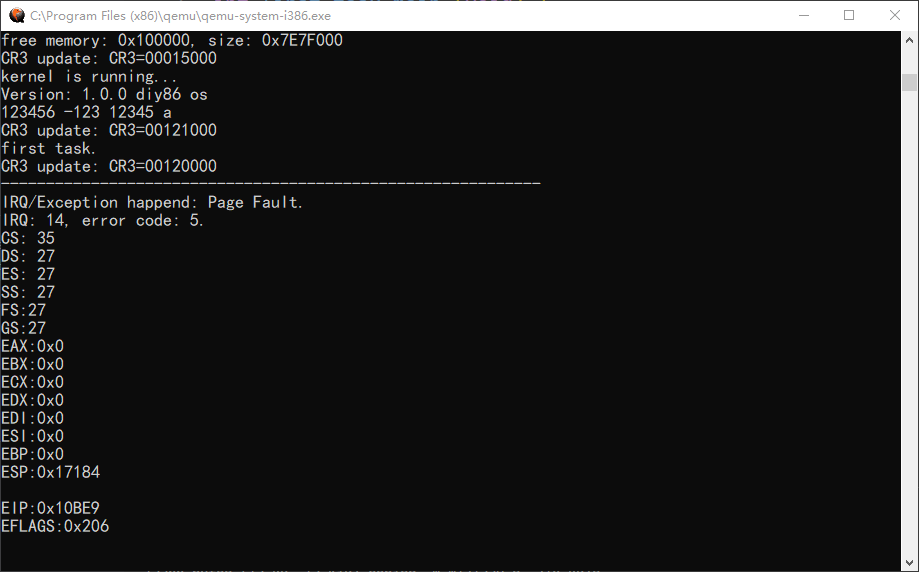 C:\Program Files (x86)\qemu\qemu-system-i386.exe
free memory: 0x100000, size: 0x7E7F000
CR3 update: CR3=00015000
kernel is running...
Version: 1.0.0 diy86 os
123456 -123 12345 a
CR3 update: CR3=00121000
first task.
CR3 update: CR3=00120000
------------------------------------------------------------
IRQ/Exception happend: Page Fault.
IRQ: 14, error code: 5.
CS: 35
DS: 27
ES: 27
SS: 27
FS:27
GS:27
EAX:0x0
EBX:0x0
ECX:0x0
EDX:0x0
EDI:0x0
ESI:0x0
EBP:0x0
ESP:0x17184
EIP:0x10BE9
EFLAGS:0x206